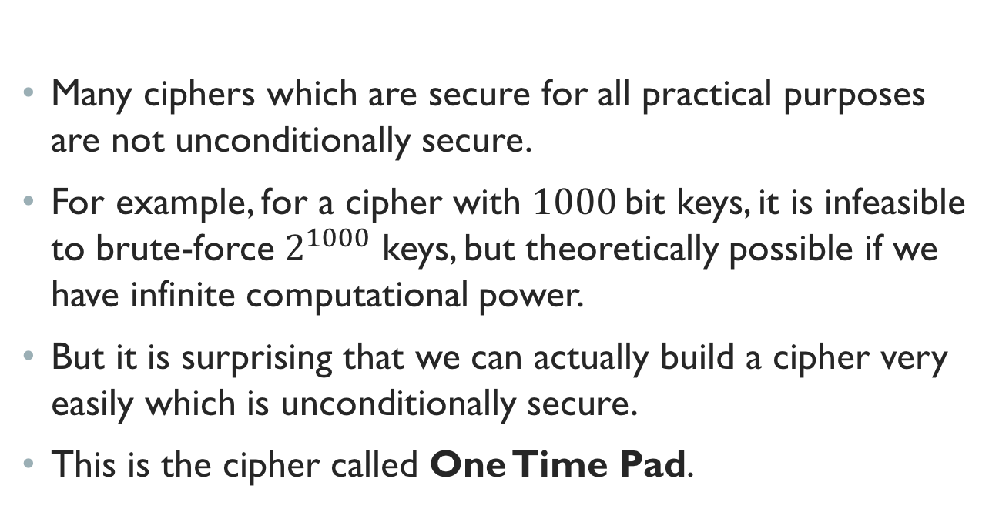 • Many ciphers which are secure for all practical purposes
are not unconditionally secure.
• For example, for a cipher with 1000 bit keys, it is infeasible
to brute-force 2^1000 keys, but theoretically possible if we
have infinite computational power.
• But it is surprising that we can actually build a cipher very
easily which is unconditionally secure.
• This is the cipher called One Time Pad.